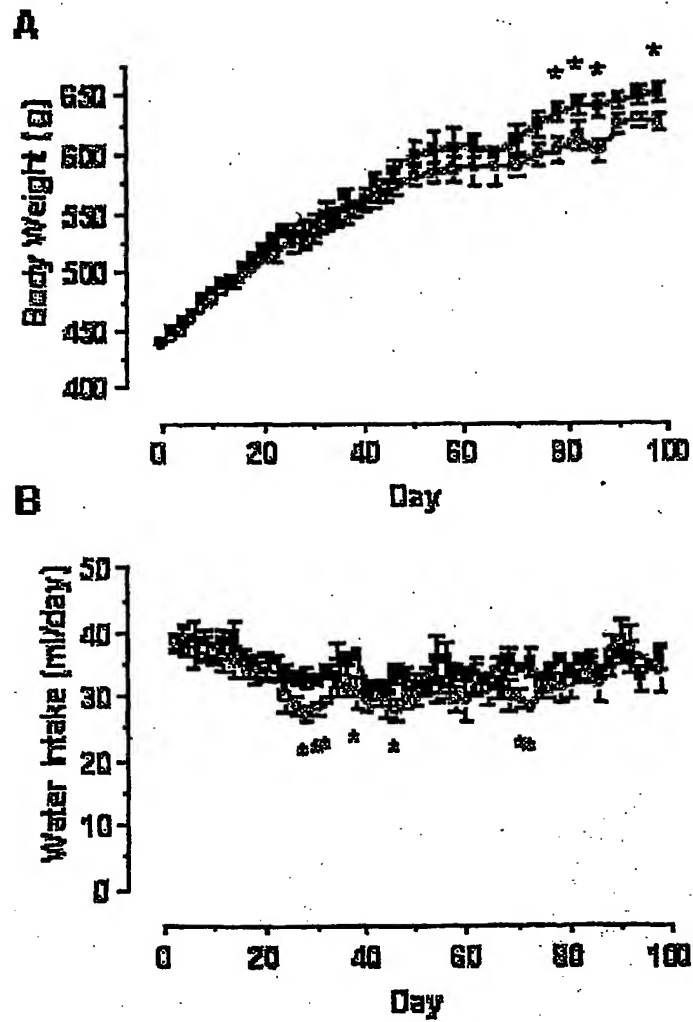 A
Body Weight [g]
650
600
550
500
450
400
* * * *
0 20 40 60 80 100
Day
B
Water Intake [ml/day]
50
40
30
20
10
0
* * * * * * *
0 20 40 60 80 100
Day